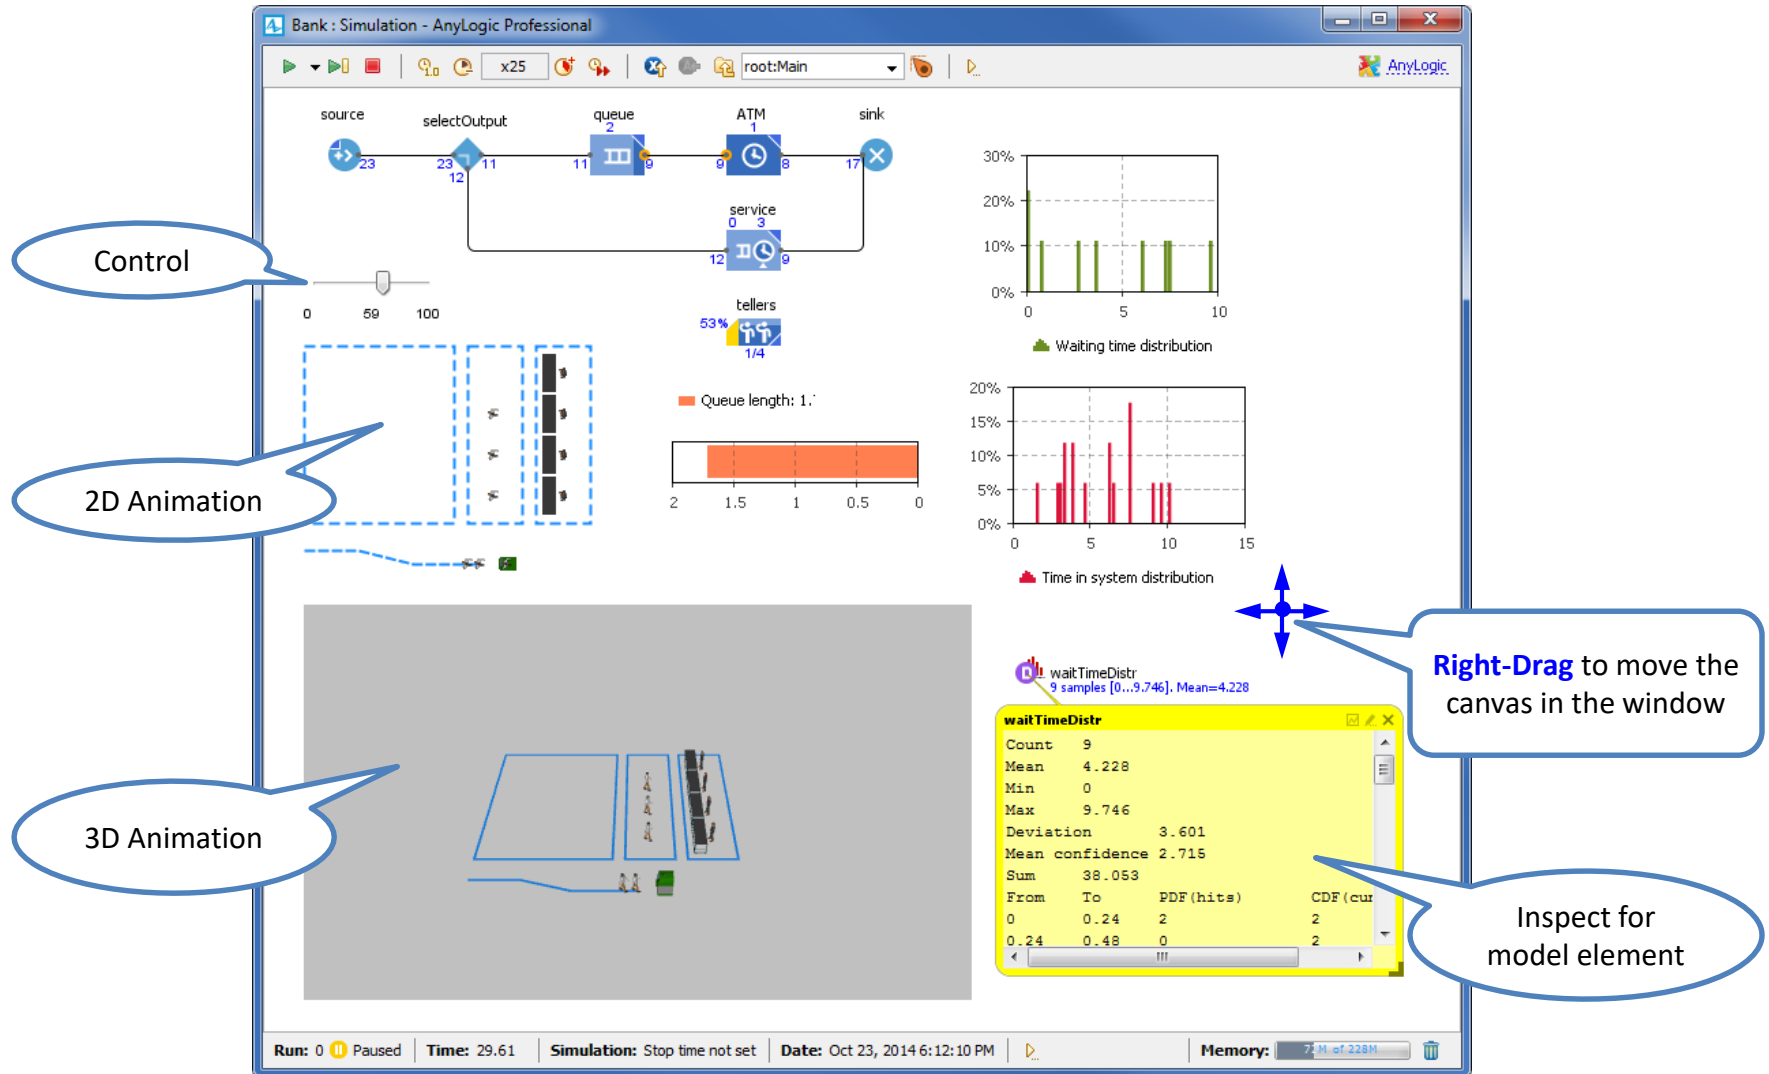 Bank : Simulation - AnyLogic Professional
x25
root:Main
AnyLogic
source
selectOutput
queue
2
ATM
1
sink
23
23
11
12
11
9
9
8
17
service
0 3
12
9
tellers
53%
1/4
Control
0 59 100
2D Animation
3D Animation
Queue length: 1.
2 1.5 1 0.5 0
30%
20%
10%
0%
0 5 10
Waiting time distribution
20%
15%
10%
5%
0%
0 5 10 15
Time in system distribution
Right-Drag to move the
canvas in the window
waitTimeDistr
9 samples [0...9.746]. Mean=4.228
waitTimeDistr
Count 9
Mean 4.228
Min 0
Max 9.746
Deviation 3.601
Mean confidence 2.715
Sum 38.053
From To PDF(hits) CDF(cu
0 0.24 2 2
0.24 0.48 0 2
Inspect for
model element
Run: 0 Paused Time: 29.61 Simulation: Stop time not set Date: Oct 23, 2014 6:12:10 PM Memory: M of 228M